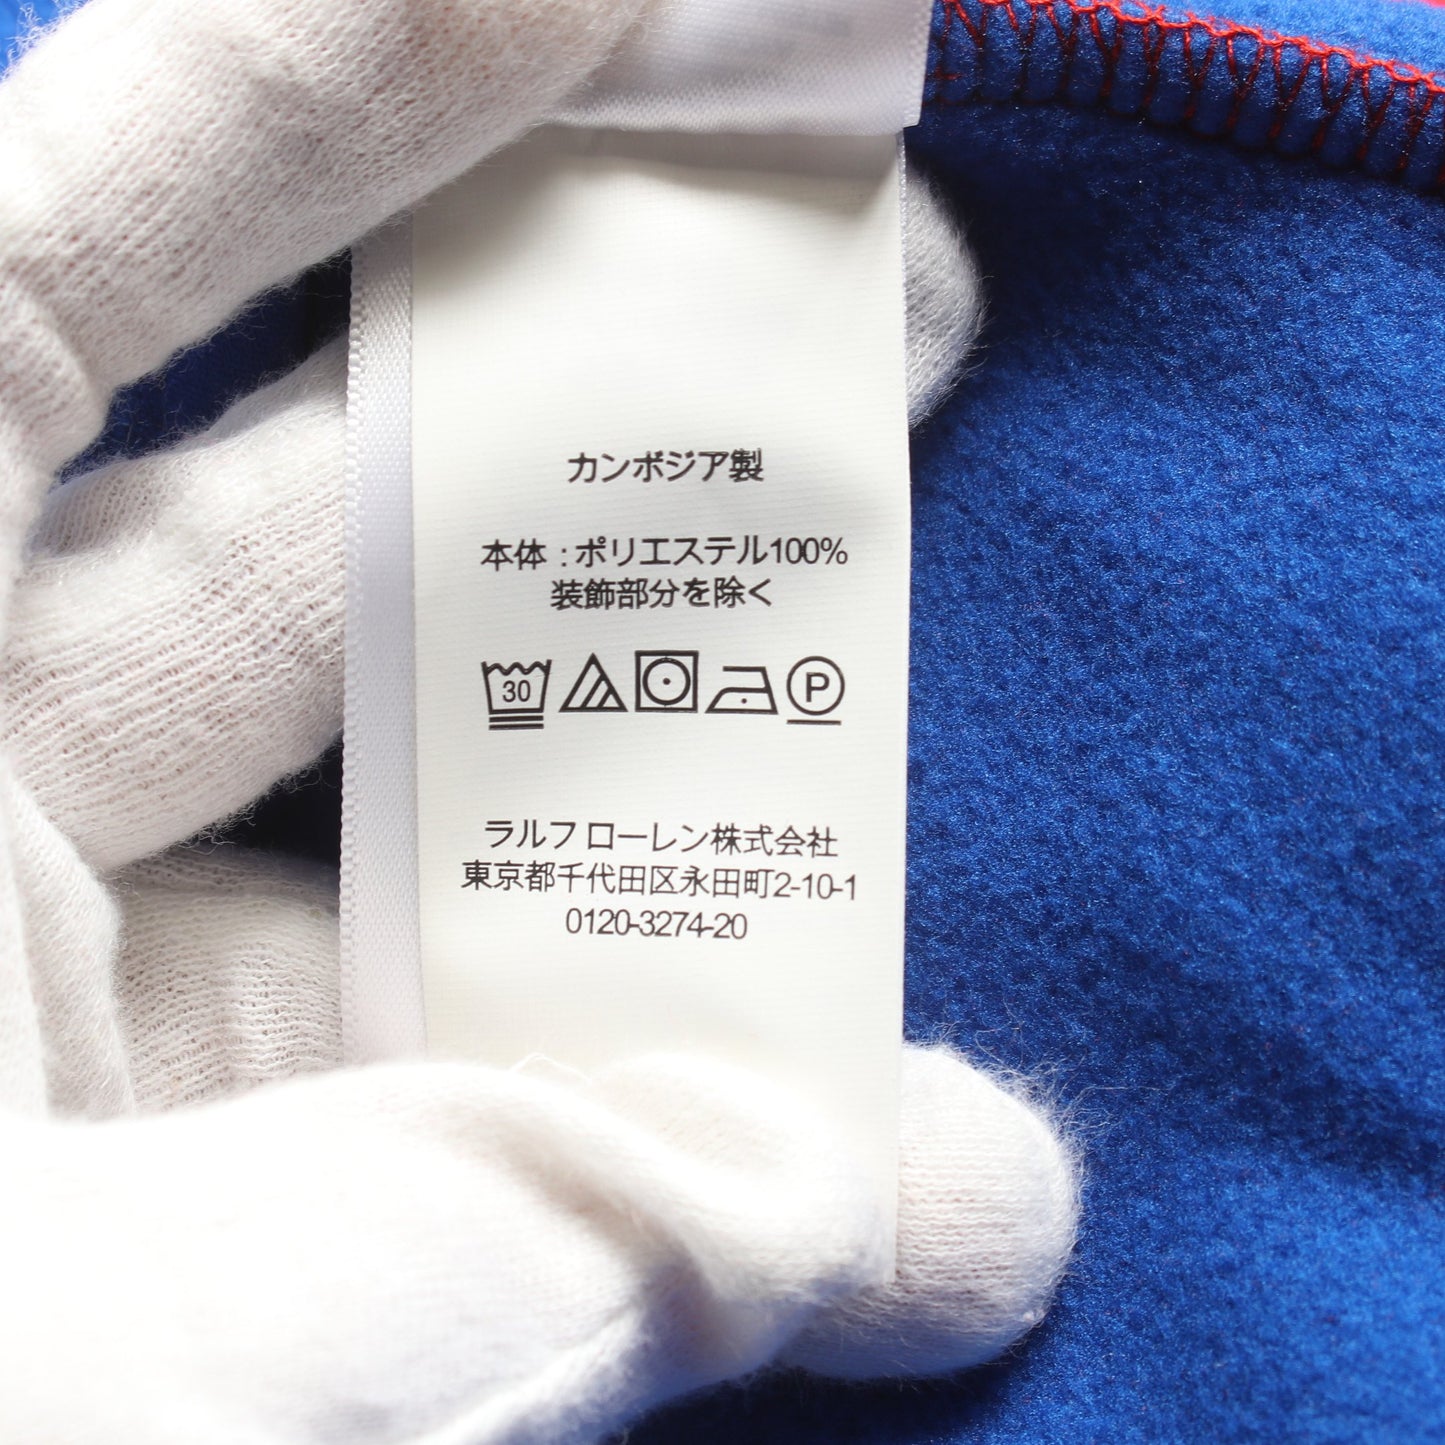 カンボジア製
本体 : ポリエステル100%
装飾部分を除く
30 P
ラルフ ローレン株式会社
東京都千代田区永田町2-10-1
0120-3274-20